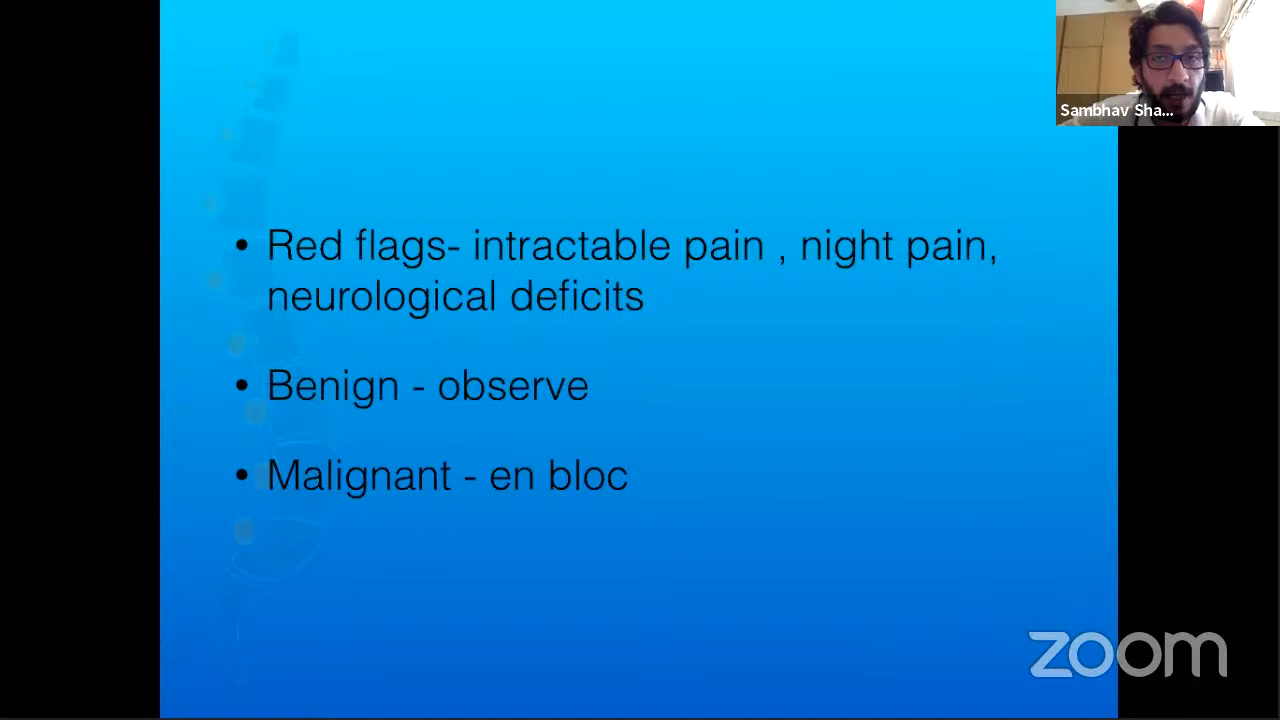 Sambhav Sha...
• Red flags- intractable pain , night pain,
neurological deficits
• Benign - observe
• Malignant - en bloc
zoom